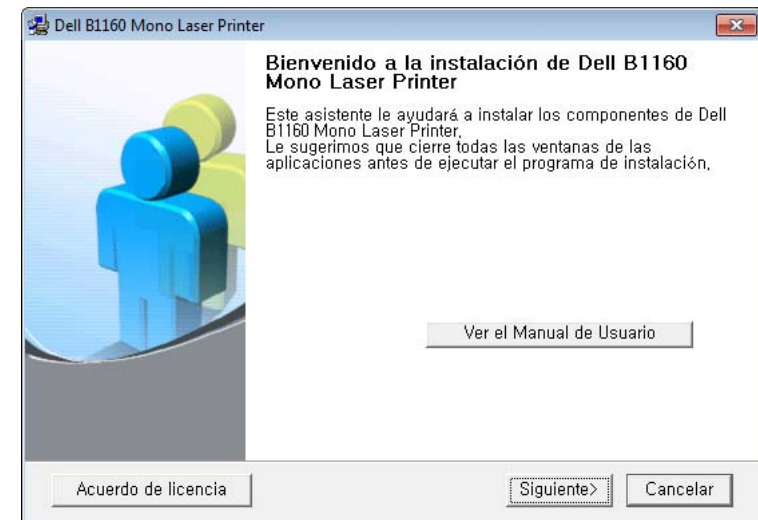 Dell B1160 Mono Laser Printer
Bienvenido a la instalación de Dell B1160
Mono Laser Printer
Este asistente le ayudará a instalar los componentes de Dell
B1160 Mono Laser Printer,
Le sugerimos que cierre todas las ventanas de las
aplicaciones antes de ejecutar el programa de instalación,
Ver el Manual de Usuario
Acuerdo de licencia
Siguiente>
Cancelar